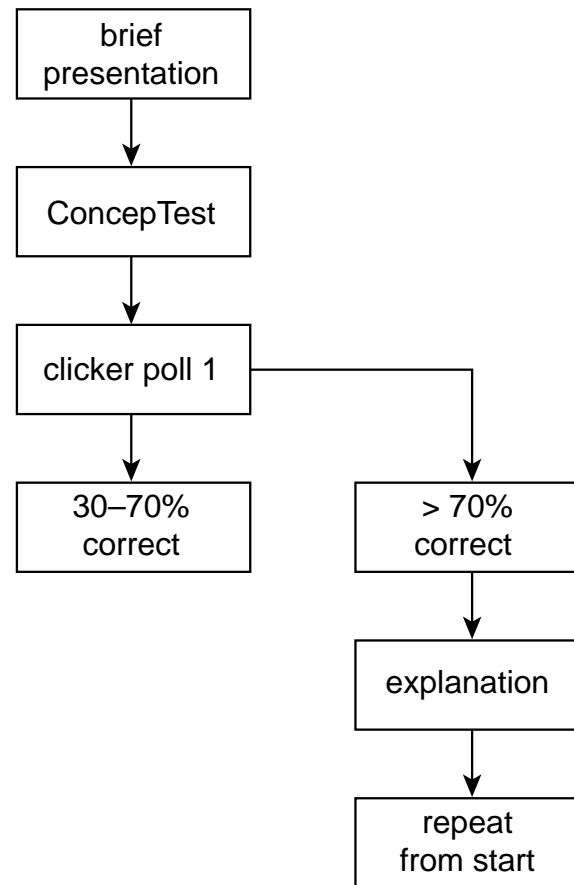 brief
presentation
ConcepTest
clicker poll 1
30–70%
correct
> 70%
correct
explanation
repeat
from start